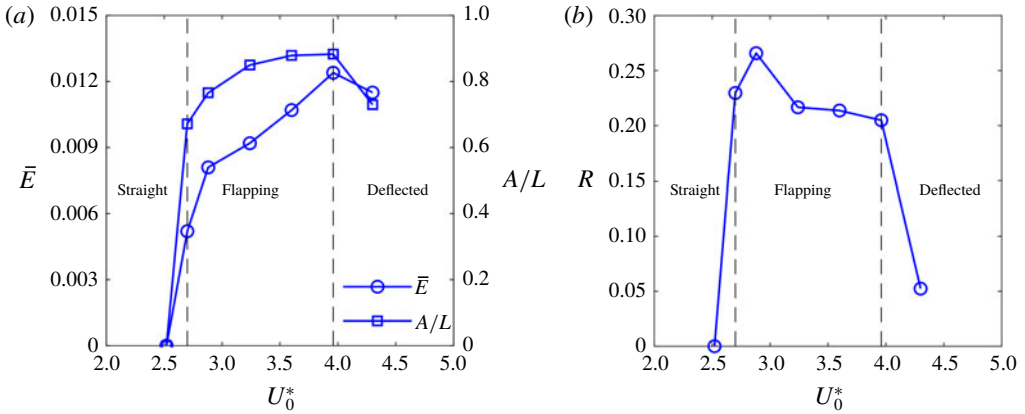 (a)
0.015
0.012
0.009
0.006
0.003
0
Ē
1.0
0.8
0.6
0.4
0.2
0
A/L
Straight
Flapping
Deflected
Ē
A/L
2.0 2.5 3.0 3.5 4.0 4.5 5.0
U₀*
(b)
0.30
0.25
0.20
0.15
0.10
0.05
0
R
Straight
Flapping
Deflected
2.0 2.5 3.0 3.5 4.0 4.5 5.0
U₀*